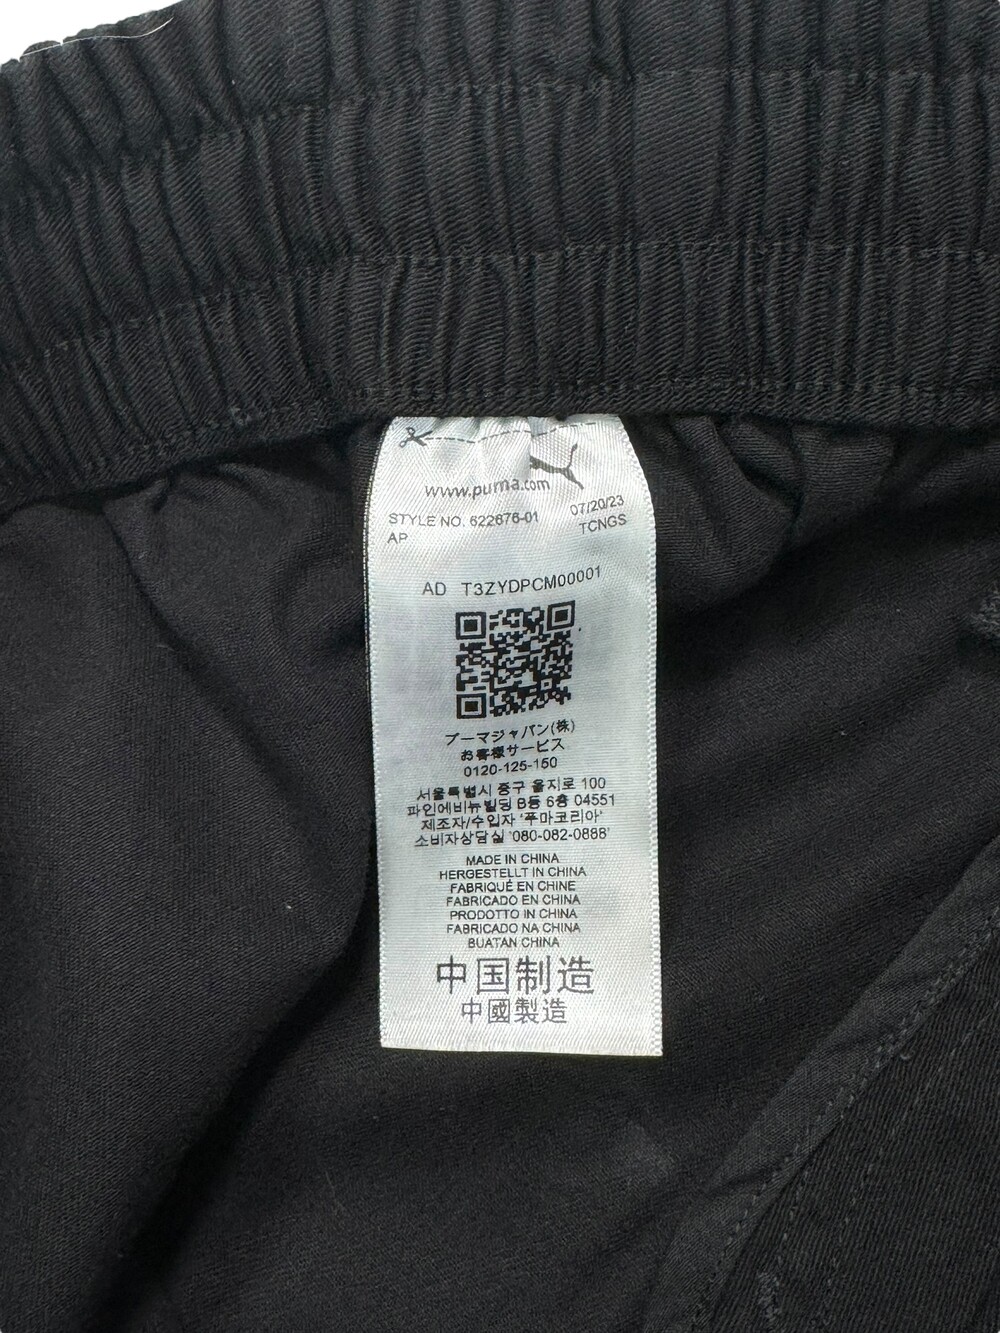 www.puma.com
STYLE NO. 622676-01 07/20/23
AP TCNGS
AD T3ZYDPCM00001
プーマジャパン(株)
お客様サービス
0120-125-150
서울특별시 중구 을지로 100
파인에비뉴빌딩 B동 6층 04551
제조자/수입자 '푸마코리아'
소비자상담실 '080-082-0888'
MADE IN CHINA
HERGESTELLT IN CHINA
FABRIQUÉ EN CHINE
FABRICADO EN CHINA
PRODOTTO IN CHINA
FABRICADO NA CHINA
BUATAN CHINA
中国制造
中國製造